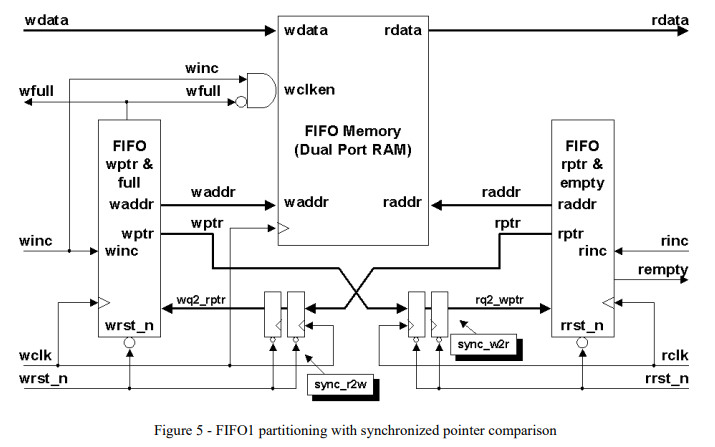 wdata
wdata
rdata
rdata
winc
wfull
wfull
wclken
FIFO
wptr &
full
FIFO Memory
(Dual Port RAM)
FIFO
rptr &
empty
waddr
waddr
waddr
raddr
raddr
raddr
wptr
wptr
rptr
rptr
winc
winc
rinc
rinc
rempty
wq2_rptr
rq2_wptr
wrst_n
rrst_n
sync_w2r
wclk
rclk
wrst_n
sync_r2w
rrst_n
Figure 5 - FIFO1 partitioning with synchronized pointer comparison